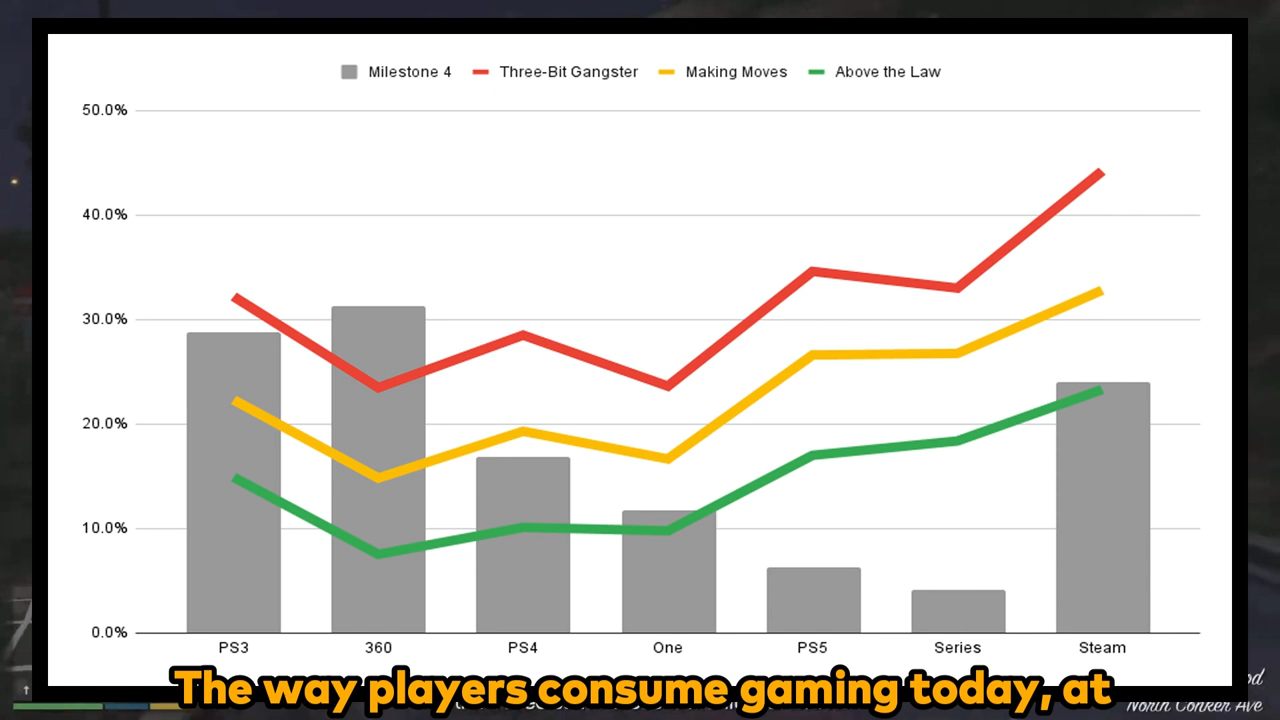 Milestone 4 Three-Bit Gangster Making Moves Above the Law
50.0%
40.0%
30.0%
20.0%
10.0%
0.0%
PS3 360 PS4 One PS5 Series Steam
The way players consume gaming today, at
North Conker Ave